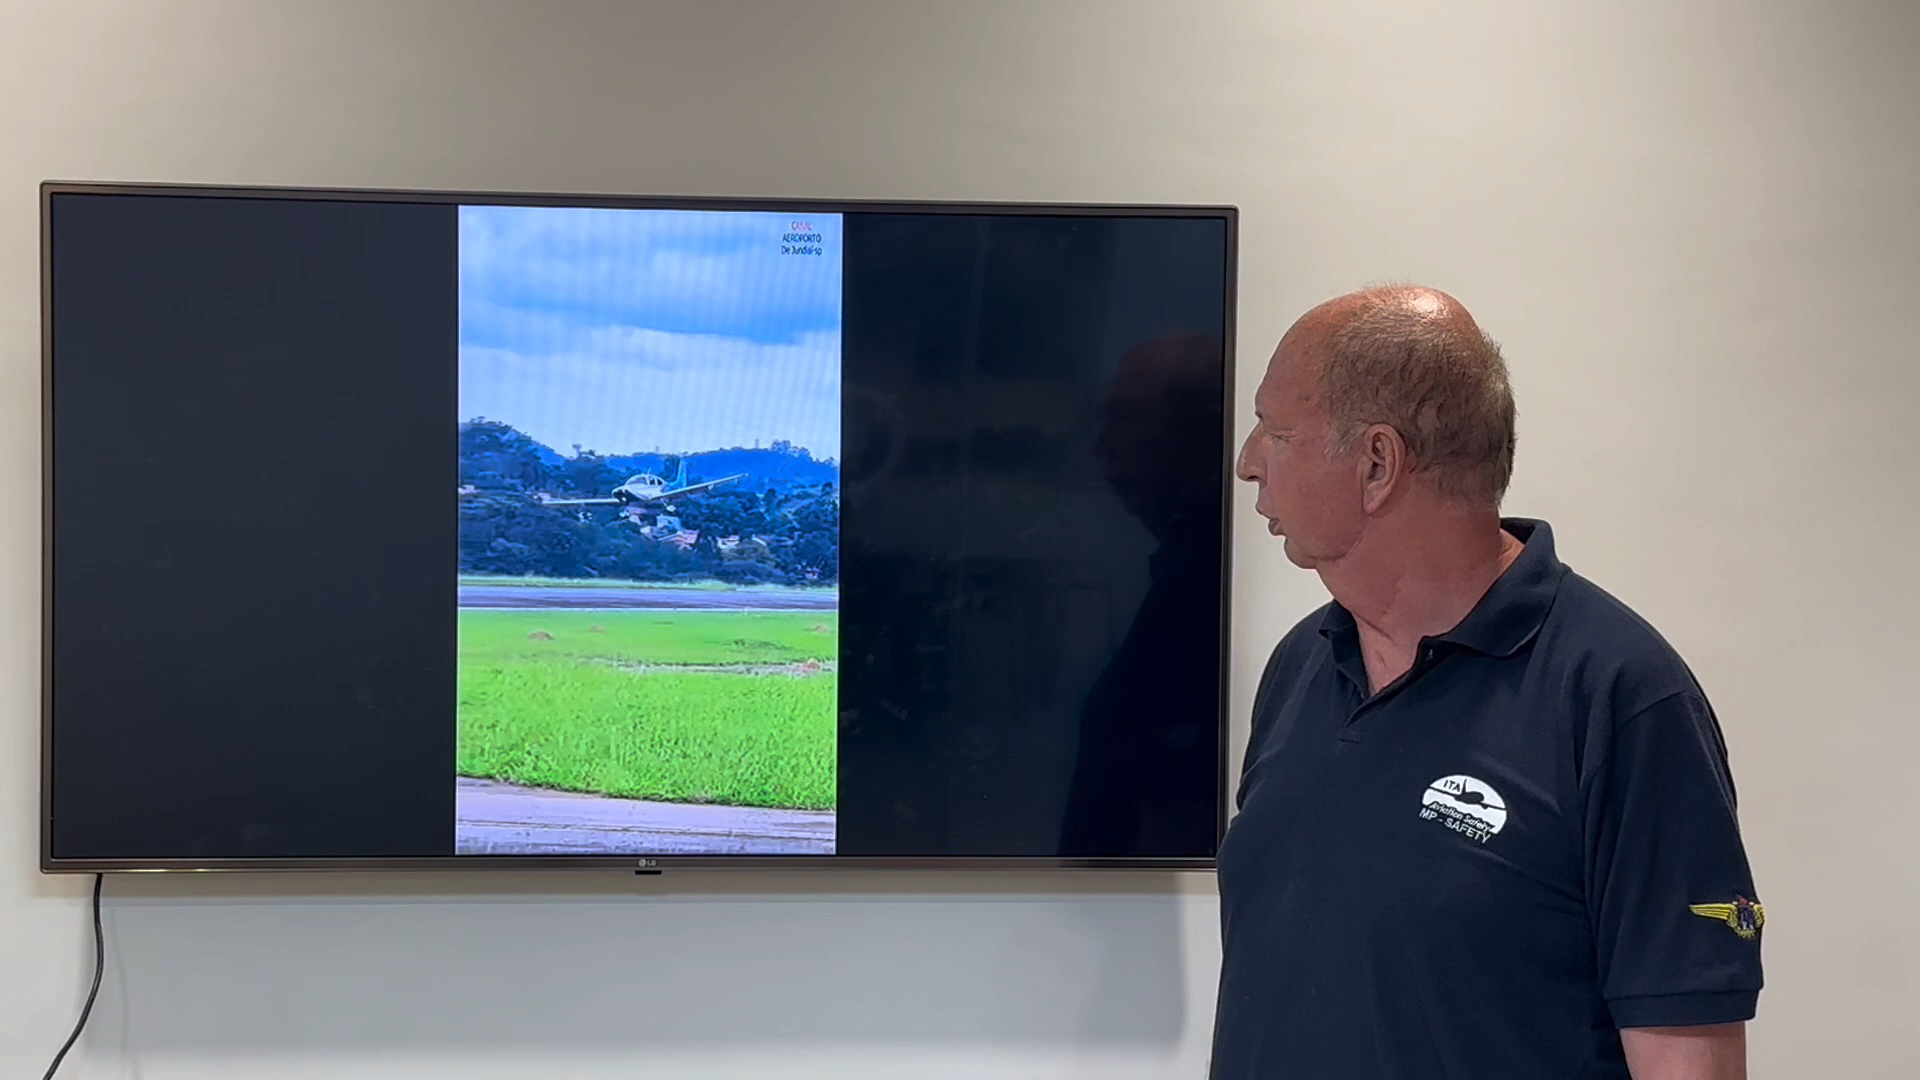 CANAL
AEROPORTO
De Jundiaí-sp
LG
ITA
Aviation Safety
MP - SAFETY